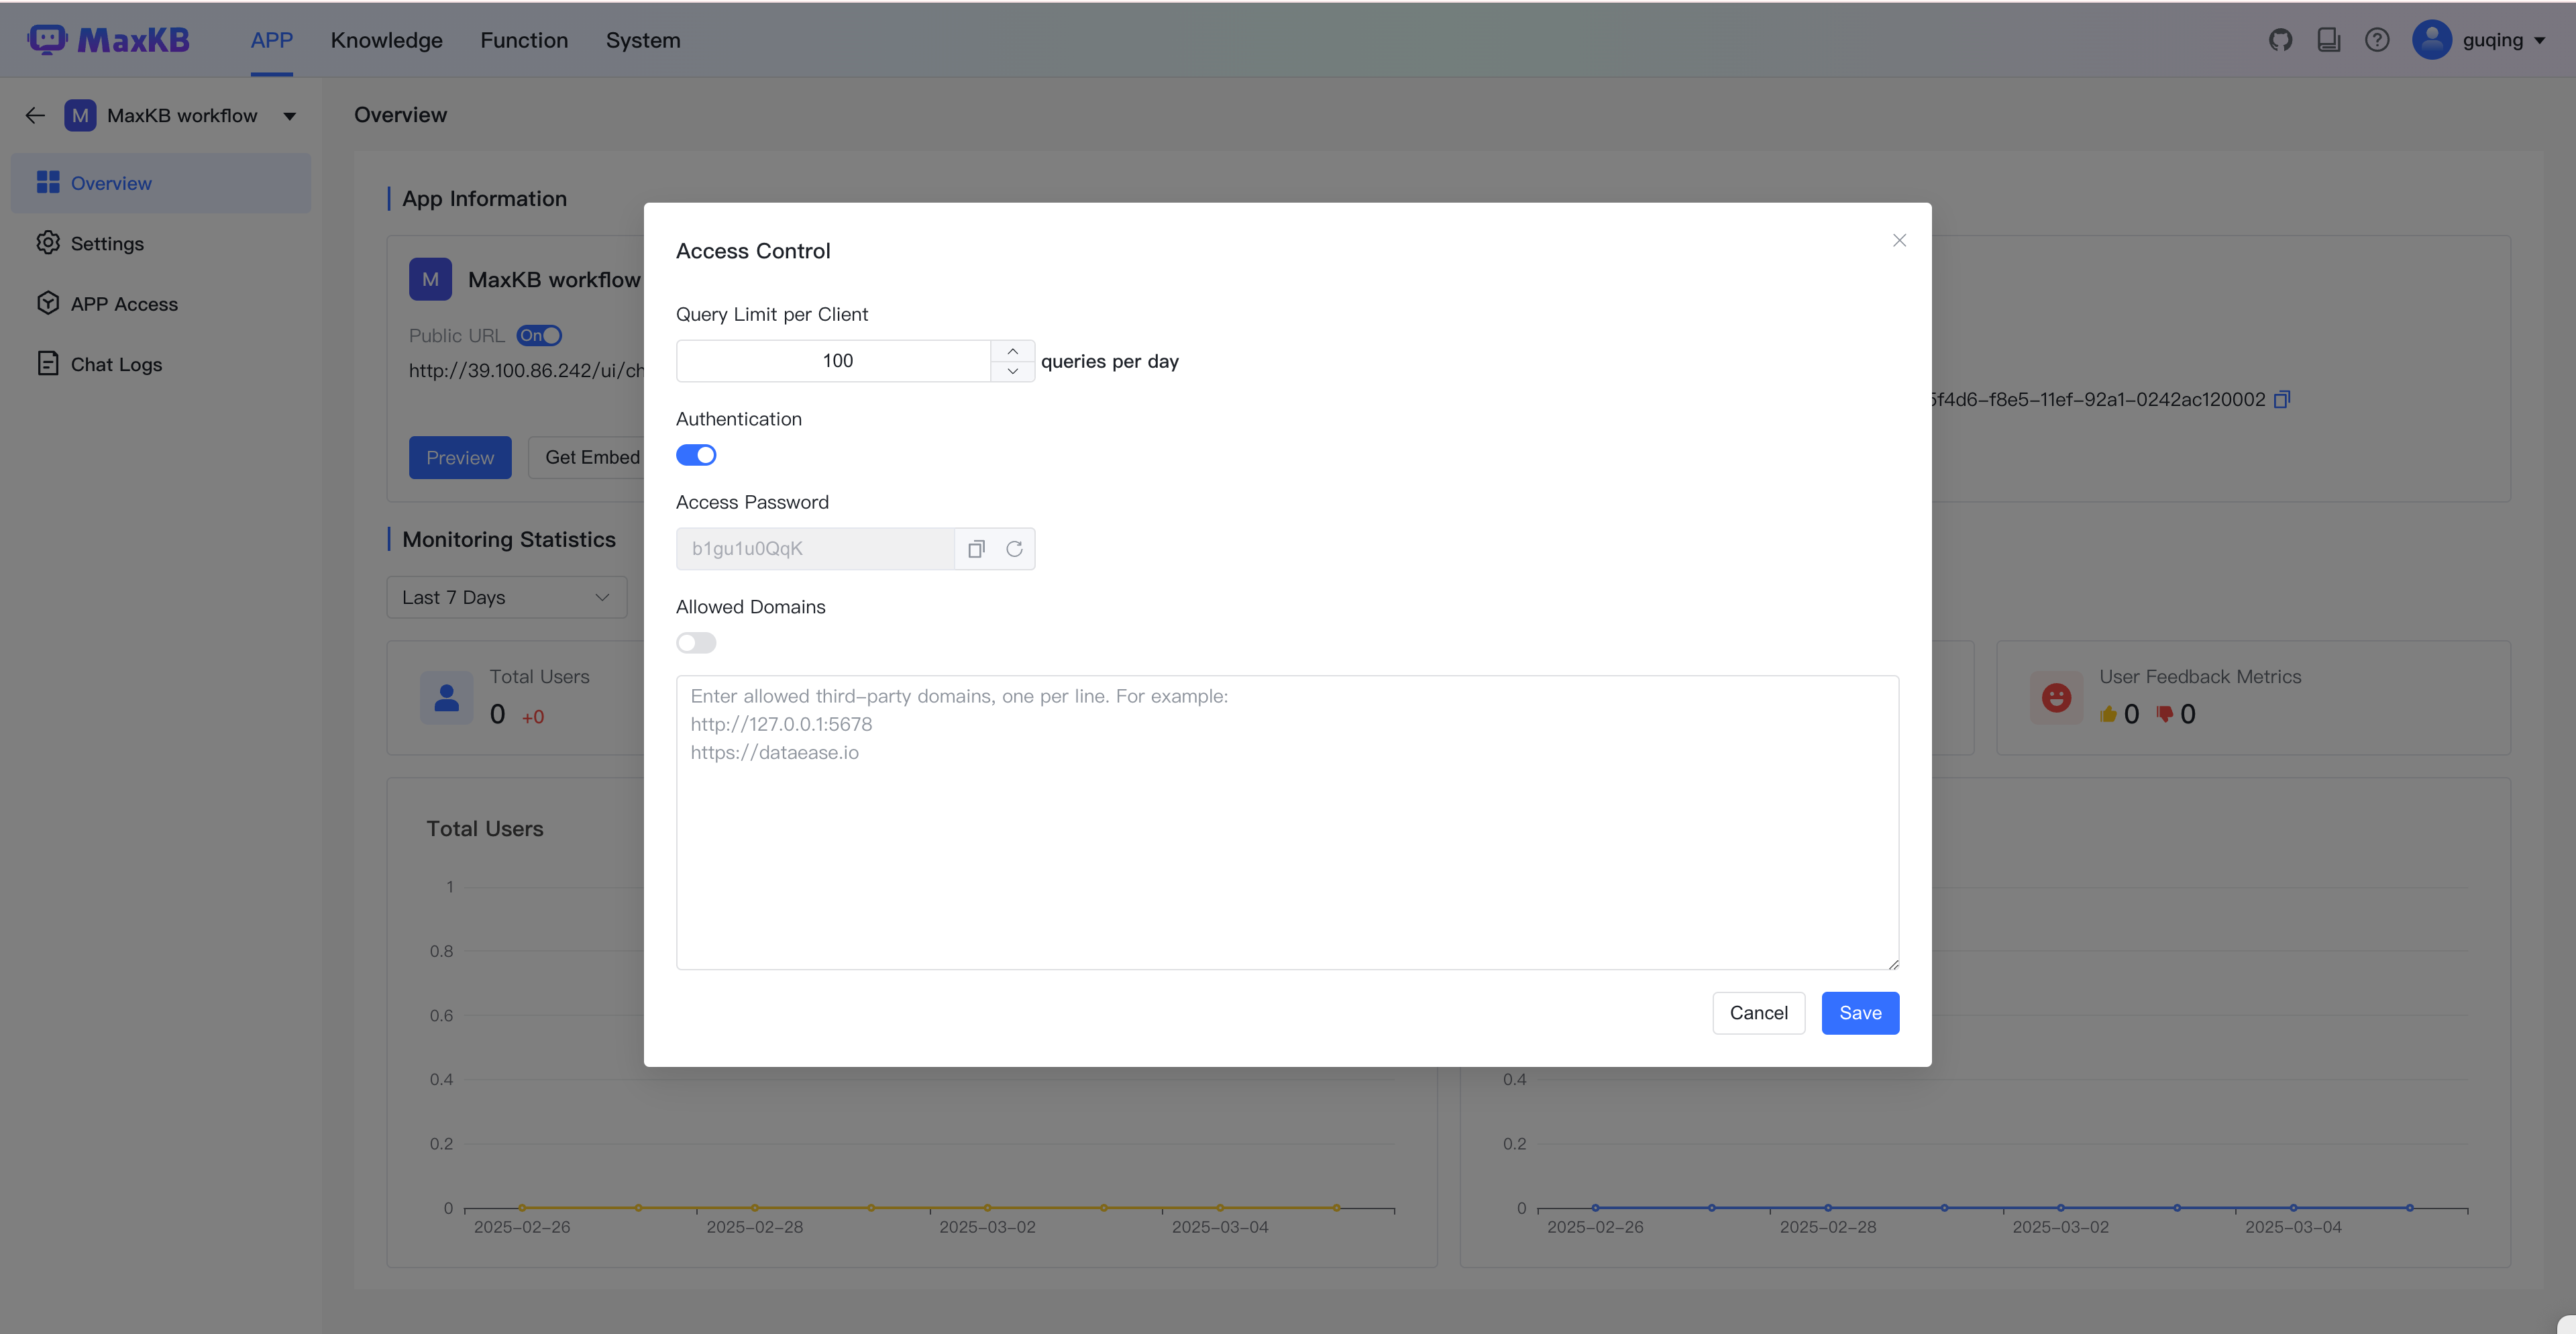 MaxKB
APP
Knowledge
Function
System
guqing
M
MaxKB workflow
Overview
Overview
Settings
APP Access
Chat Logs
App Information
M
MaxKB workflow
Public URL
On
http://39.100.86.242/ui/ch
5f4d6-f8e5-11ef-92a1-0242ac120002
Preview
Get Embed
Monitoring Statistics
Last 7 Days
Total Users
0 +0
User Feedback Metrics
0 0
Access Control
Query Limit per Client
100
queries per day
Authentication
Access Password
b1gu1u0QqK
Allowed Domains
Enter allowed third-party domains, one per line. For example:
http://127.0.0.1:5678
https://dataease.io
Cancel
Save
Total Users
1
0.8
0.6
0.4
0.2
0
2025-02-26
2025-02-28
2025-03-02
2025-03-04
0.4
0.2
0
2025-02-26
2025-02-28
2025-03-02
2025-03-04